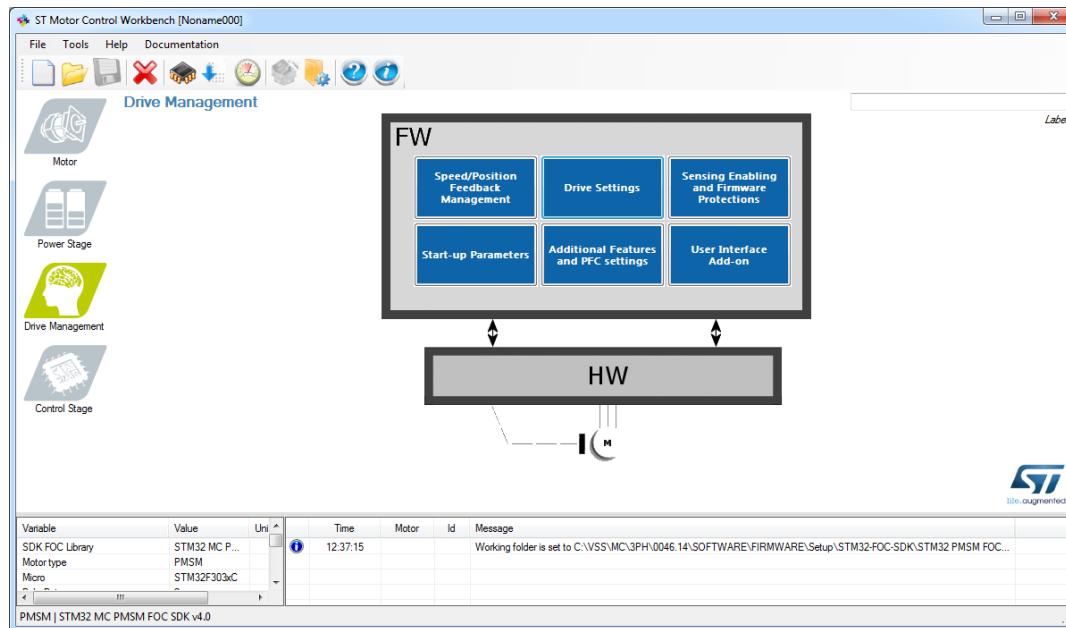 ST Motor Control Workbench [Noname000]
File Tools Help Documentation
Drive Management
Labe
Motor
Power Stage
Drive Management
Control Stage
FW
Speed/Position
Feedback
Management
Drive Settings
Sensing Enabling
and Firmware
Protections
Start-up Parameters
Additional Features
and PFC settings
User Interface
Add-on
HW
M
ST
life.augmented
Variable Value Uni
SDK FOC Library STM32 MC P...
Motor type PMSM
Micro STM32F303xC
Time Motor Id Message
12:37:15 Working folder is set to C:\VSS\MC\3PH\0046.14\SOFTWARE\FIRMWARE\Setup\STM32-FOC-SDK\STM32 PMSM FOC...
PMSM | STM32 MC PMSM FOC SDK v4.0